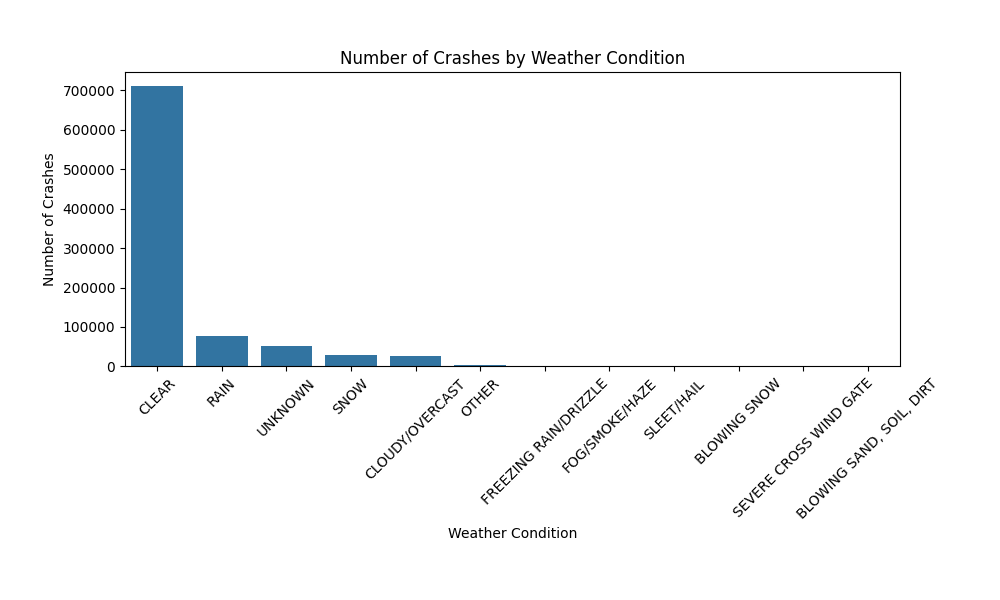 Number of Crashes by Weather Condition
Number of Crashes
700000
600000
500000
400000
300000
200000
100000
0
CLEAR
RAIN
UNKNOWN
SNOW
CLOUDY/OVERCAST
OTHER
FREEZING RAIN/DRIZZLE
FOG/SMOKE/HAZE
SLEET/HAIL
BLOWING SNOW
SEVERE CROSS WIND GATE
BLOWING SAND, SOIL, DIRT
Weather Condition